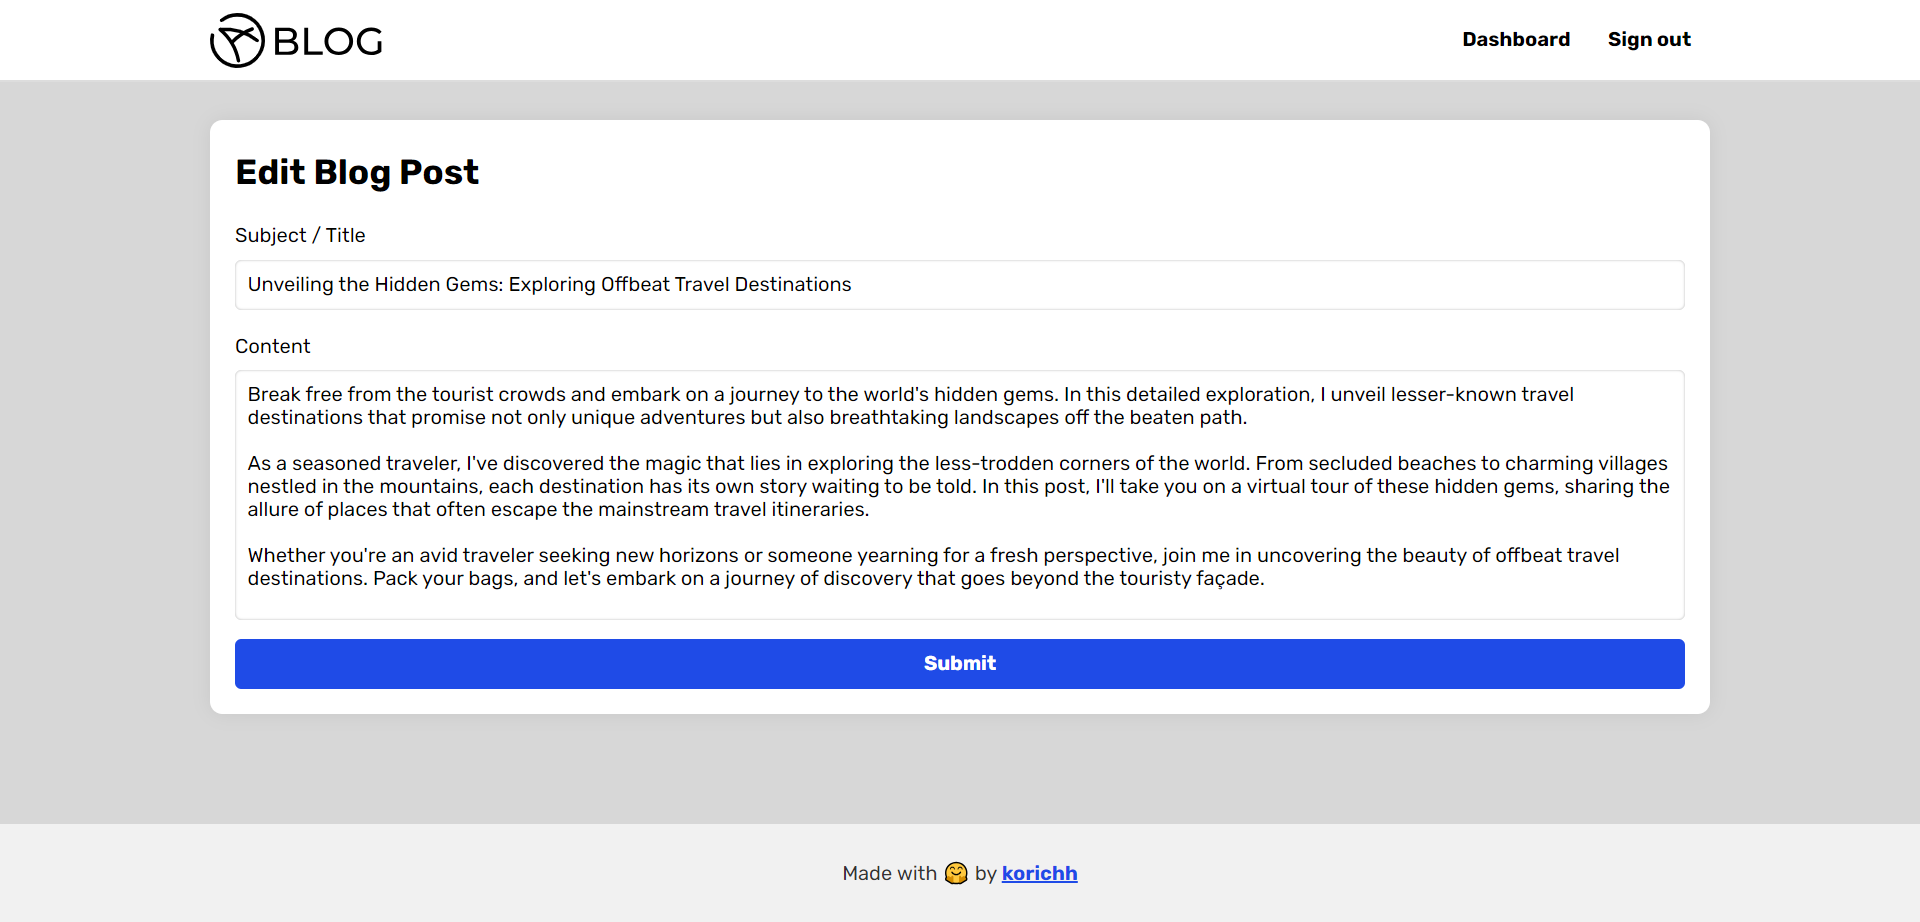 BLOG
Dashboard
Sign out
Edit Blog Post
Subject / Title
Unveiling the Hidden Gems: Exploring Offbeat Travel Destinations
Content
Break free from the tourist crowds and embark on a journey to the world's hidden gems. In this detailed exploration, I unveil lesser-known travel
destinations that promise not only unique adventures but also breathtaking landscapes off the beaten path.
As a seasoned traveler, I've discovered the magic that lies in exploring the less-trodden corners of the world. From secluded beaches to charming villages
nestled in the mountains, each destination has its own story waiting to be told. In this post, I'll take you on a virtual tour of these hidden gems, sharing the
allure of places that often escape the mainstream travel itineraries.
Whether you're an avid traveler seeking new horizons or someone yearning for a fresh perspective, join me in uncovering the beauty of offbeat travel
destinations. Pack your bags, and let's embark on a journey of discovery that goes beyond the touristy façade.
Submit
Made with 🤗 by korichh